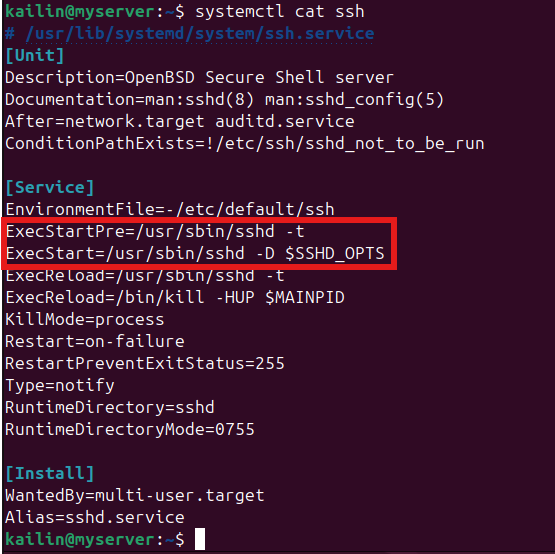 kailin@myserver:~$ systemctl cat ssh
# /usr/lib/systemd/system/ssh.service
[Unit]
Description=OpenBSD Secure Shell server
Documentation=man:sshd(8) man:sshd_config(5)
After=network.target auditd.service
ConditionPathExists=!/etc/ssh/sshd_not_to_be_run

[Service]
EnvironmentFile=-/etc/default/ssh
ExecStartPre=/usr/sbin/sshd -t
ExecStart=/usr/sbin/sshd -D $SSHD_OPTS
ExecReload=/usr/sbin/sshd -t
ExecReload=/bin/kill -HUP $MAINPID
KillMode=process
Restart=on-failure
RestartPreventExitStatus=255
Type=notify
RuntimeDirectory=sshd
RuntimeDirectoryMode=0755

[Install]
WantedBy=multi-user.target
Alias=sshd.service
kailin@myserver:~$